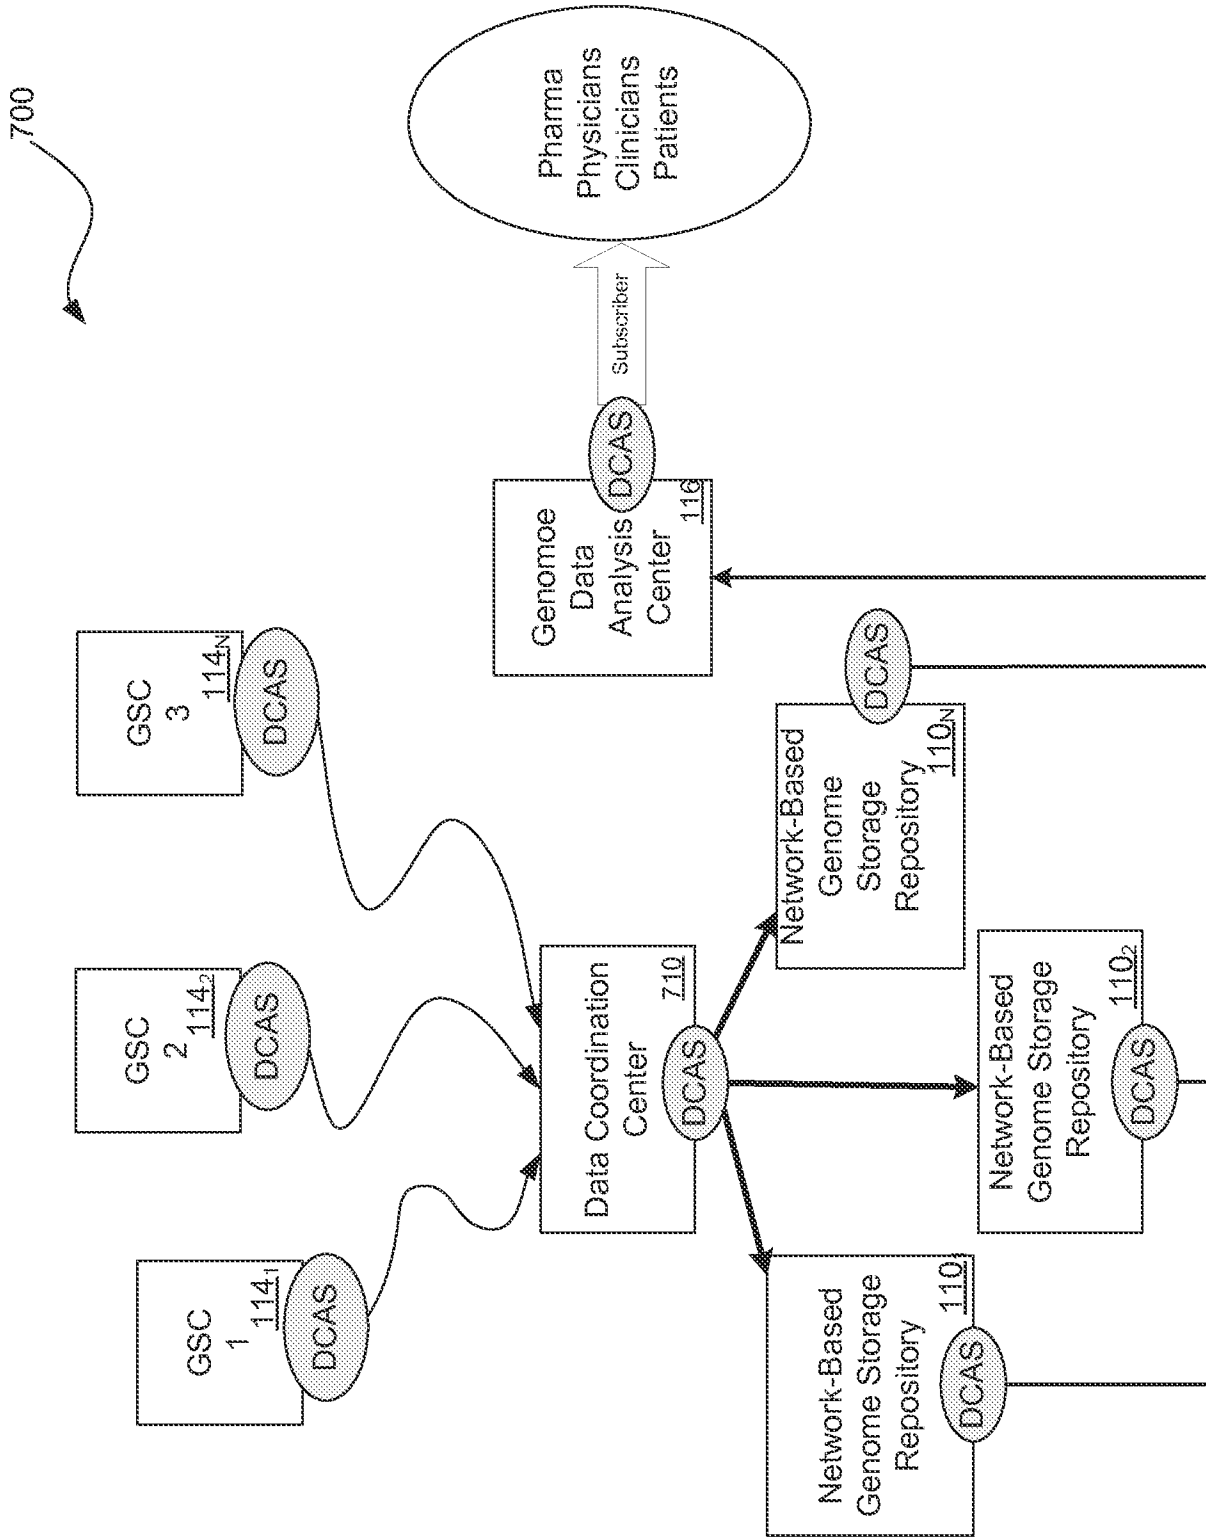 700
GSC
1
114₁
DCAS
GSC
2
114₂
DCAS
GSC
3
114N
DCAS
Data Coordination
Center
710
DCAS
Network-Based
Genome Storage
Repository
110₁
DCAS
Network-Based
Genome Storage
Repository
110₂
DCAS
Network-Based
Genome
Storage
Repository
110N
DCAS
Genomoe
Data
Analysis
Center
116
DCAS
Subscriber
Pharma
Physicians
Clinicians
Patients